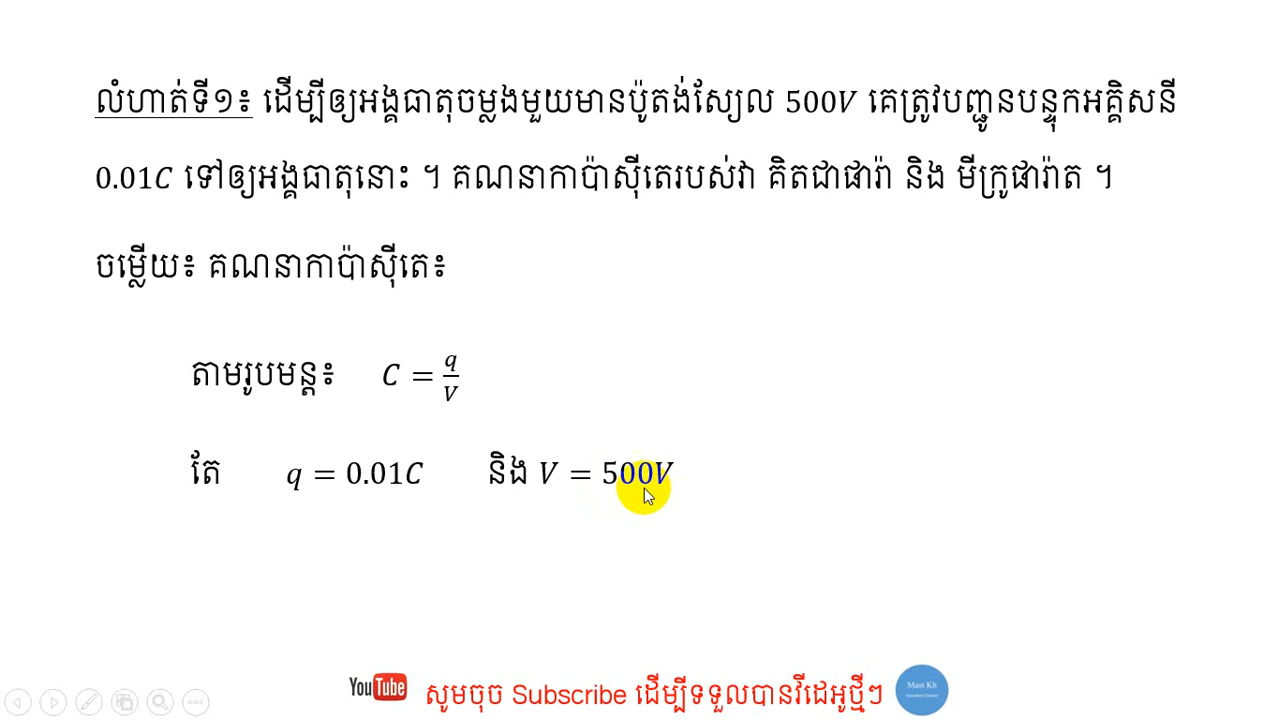 លំហាត់ទី១៖ ដើម្បីឲ្យអង្គធាតុចម្លងមួយមានប៉ូតង់ស្យែល 500V គេត្រូវបញ្ជូនបន្ទុកអគ្គិសនី
0.01C ទៅឲ្យអង្គធាតុនោះ ។ គណនាកាប៉ាស៊ីតេរបស់វា គិតជាផារ៉ា និង មីក្រូផារ៉ាត ។
ចម្លើយ៖ គណនាកាប៉ាស៊ីតេ៖
តាមរូបមន្ត៖ C = q/V
តែ q = 0.01C និង V = 500V
YouTube សូមចុច Subscribe ដើម្បីទទួលបានវីដេអូថ្មីៗ Mast Kh